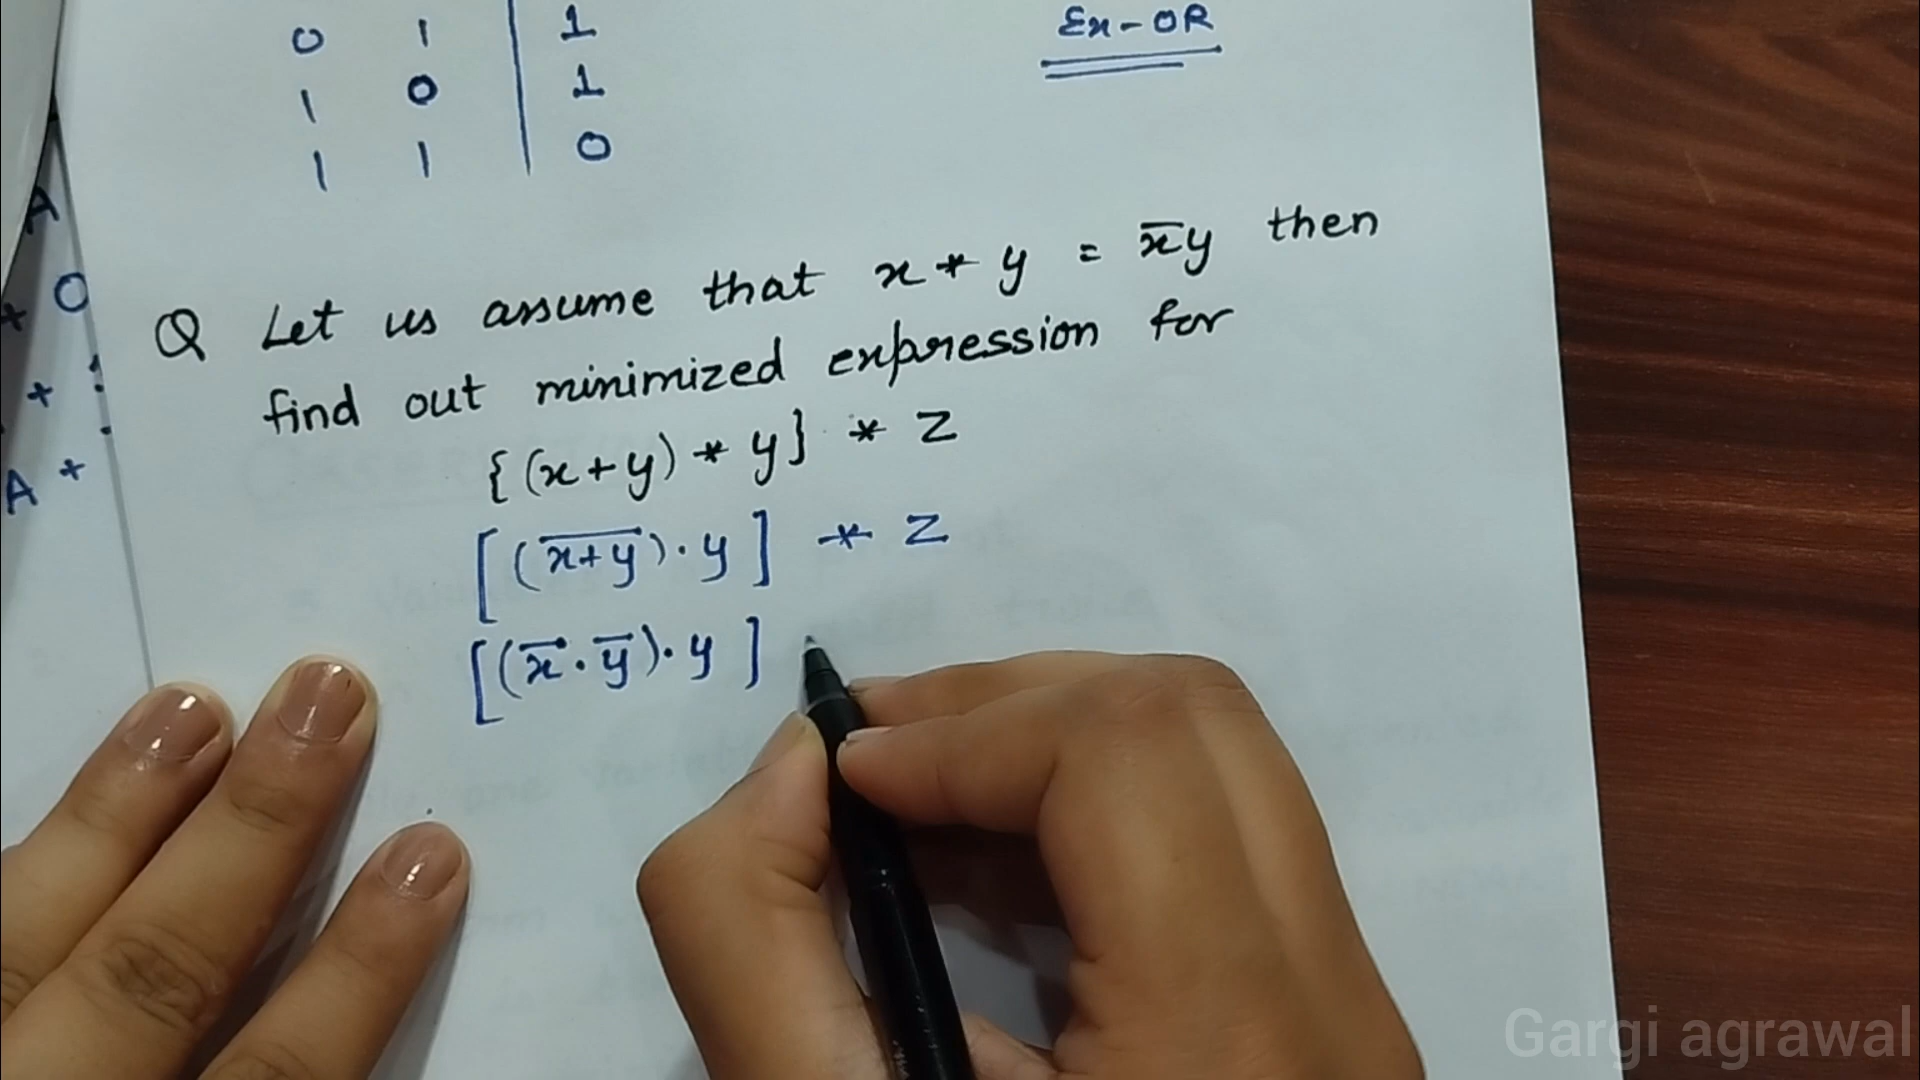 0 1 1
Ex-OR
1 0 1
1 1 0
A
+ 0
+
A +
Q Let us assume that x * y = x̅y then
find out minimized expression for
{(x+y) * y} * z
[(x̅+̅y̅)·y] * z
[(x̅·y̅)·y]
Gargi agrawal